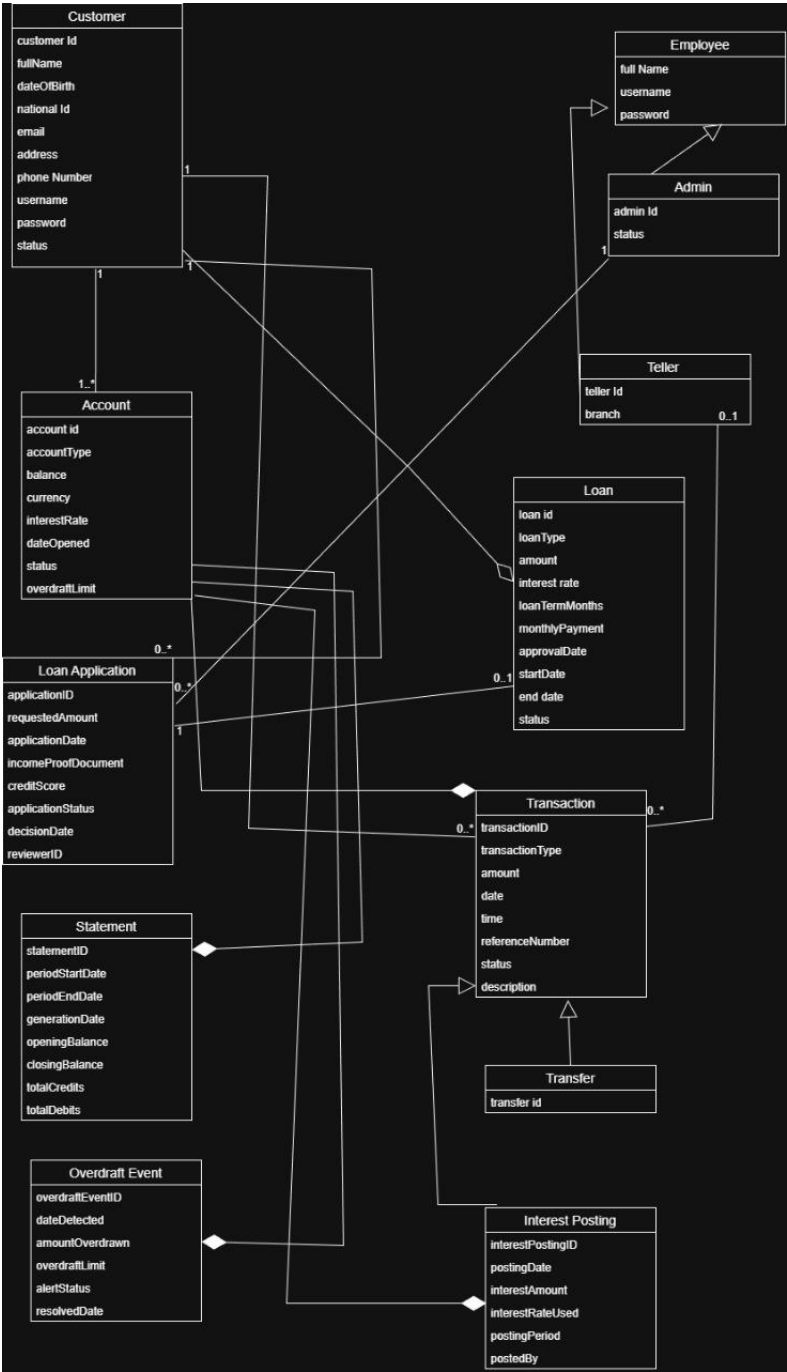 Customer
customer Id
fullName
dateOfBirth
national Id
email
address
phone Number
username
password
status
1
1
1
Employee
full Name
username
password
Admin
admin Id
status
1
Teller
teller Id
branch
0..1
1..*
Account
account id
accountType
balance
currency
interestRate
dateOpened
status
overdraftLimit
Loan
loan id
loanType
amount
interest rate
loanTermMonths
monthlyPayment
approvalDate
startDate
end date
status
0..1
0..*
Loan Application
0..*
applicationID
requestedAmount
1
applicationDate
incomeProofDocument
creditScore
applicationStatus
decisionDate
reviewerID
Transaction
0..*
0..*
transactionID
transactionType
amount
date
time
referenceNumber
status
description
Statement
statementID
periodStartDate
periodEndDate
generationDate
openingBalance
closingBalance
totalCredits
totalDebits
Transfer
transfer id
Overdraft Event
overdraftEventID
dateDetected
amountOverdrawn
overdraftLimit
alertStatus
resolvedDate
Interest Posting
interestPostingID
postingDate
interestAmount
interestRateUsed
postingPeriod
postedBy